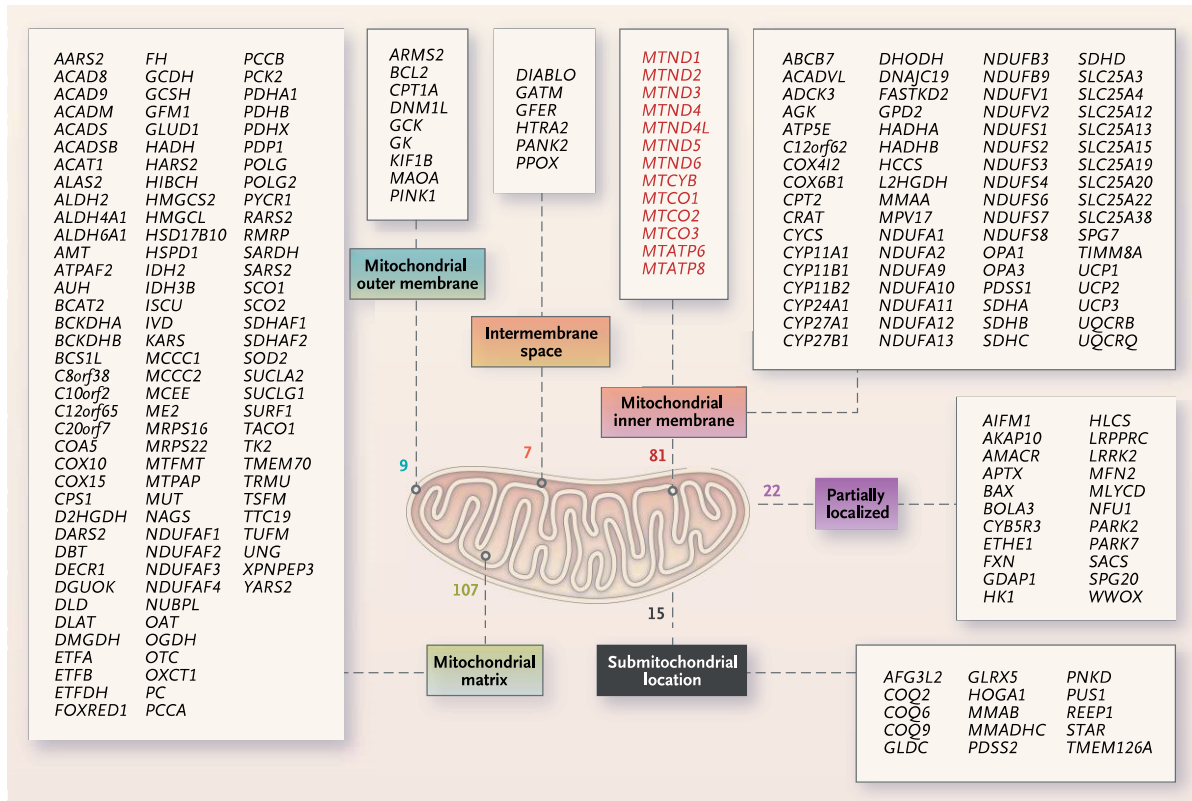 AARS2 FH PCCB
ACAD8 GCDH PCK2
ACAD9 GCSH PDHA1
ACADM GFM1 PDHB
ACADS GLUD1 PDHX
ACADSB HADH PDP1
ACAT1 HARS2 POLG
ALAS2 HIBCH POLG2
ALDH2 HMGCS2 PYCR1
ALDH4A1 HMGCL RARS2
ALDH6A1 HSD17B10 RMRP
AMT HSPD1 SARDH
ATPAF2 IDH2 SARS2
AUH IDH3B SCO1
BCAT2 ISCU SCO2
BCKDHA IVD SDHAF1
BCKDHB KARS SDHAF2
BCS1L MCCC1 SOD2
C8orf38 MCCC2 SUCLA2
C10orf2 MCEE SUCLG1
C12orf65 ME2 SURF1
C20orf7 MRPS16 TACO1
COA5 MRPS22 TK2
COX10 MTFMT TMEM70
COX15 MTPAP TRMU
CPS1 MUT TSFM
D2HGDH NAGS TTC19
DARS2 NDUFAF1 TUFM
DBT NDUFAF2 UNG
DECR1 NDUFAF3 XPNPEP3
DGUOK NDUFAF4 YARS2
DLD NUBPL
DLAT OAT
DMGDH OGDH
ETFA OTC
ETFB OXCT1
ETFDH PC
FOXRED1 PCCA
ARMS2
BCL2
CPT1A
DNM1L
GCK
GK
KIF1B
MAOA
PINK1
DIABLO
GATM
GFER
HTRA2
PANK2
PPOX
MTND1
MTND2
MTND3
MTND4
MTND4L
MTND5
MTND6
MTCYB
MTCO1
MTCO2
MTCO3
MTATP6
MTATP8
ABCB7 DHODH NDUFB3 SDHD
ACADVL DNAJC19 NDUFB9 SLC25A3
ADCK3 FASTKD2 NDUFV1 SLC25A4
AGK GPD2 NDUFV2 SLC25A12
ATP5E HADHA NDUFS1 SLC25A13
C12orf62 HADHB NDUFS2 SLC25A15
COX4I2 HCCS NDUFS3 SLC25A19
COX6B1 L2HGDH NDUFS4 SLC25A20
CPT2 MMAA NDUFS6 SLC25A22
CRAT MPV17 NDUFS7 SLC25A38
CYCS NDUFA1 NDUFS8 SPG7
CYP11A1 NDUFA2 OPA1 TIMM8A
CYP11B1 NDUFA9 OPA3 UCP1
CYP11B2 NDUFA10 PDSS1 UCP2
CYP24A1 NDUFA11 SDHA UCP3
CYP27A1 NDUFA12 SDHB UQCRB
CYP27B1 NDUFA13 SDHC UQCRQ
Mitochondrial
outer membrane
Intermembrane
space
Mitochondrial
inner membrane
9
7
81
22
Partially
localized
AIFM1 HLCS
AKAP10 LRPPRC
AMACR LRRK2
APTX MFN2
BAX MLYCD
BOLA3 NFU1
CYB5R3 PARK2
ETHE1 PARK7
FXN SACS
GDAP1 SPG20
HK1 WWOX
107
15
Mitochondrial
matrix
Submitochondrial
location
AFG3L2 GLRX5 PNKD
COQ2 HOGA1 PUS1
COQ6 MMAB REEP1
COQ9 MMADHC STAR
GLDC PDSS2 TMEM126A